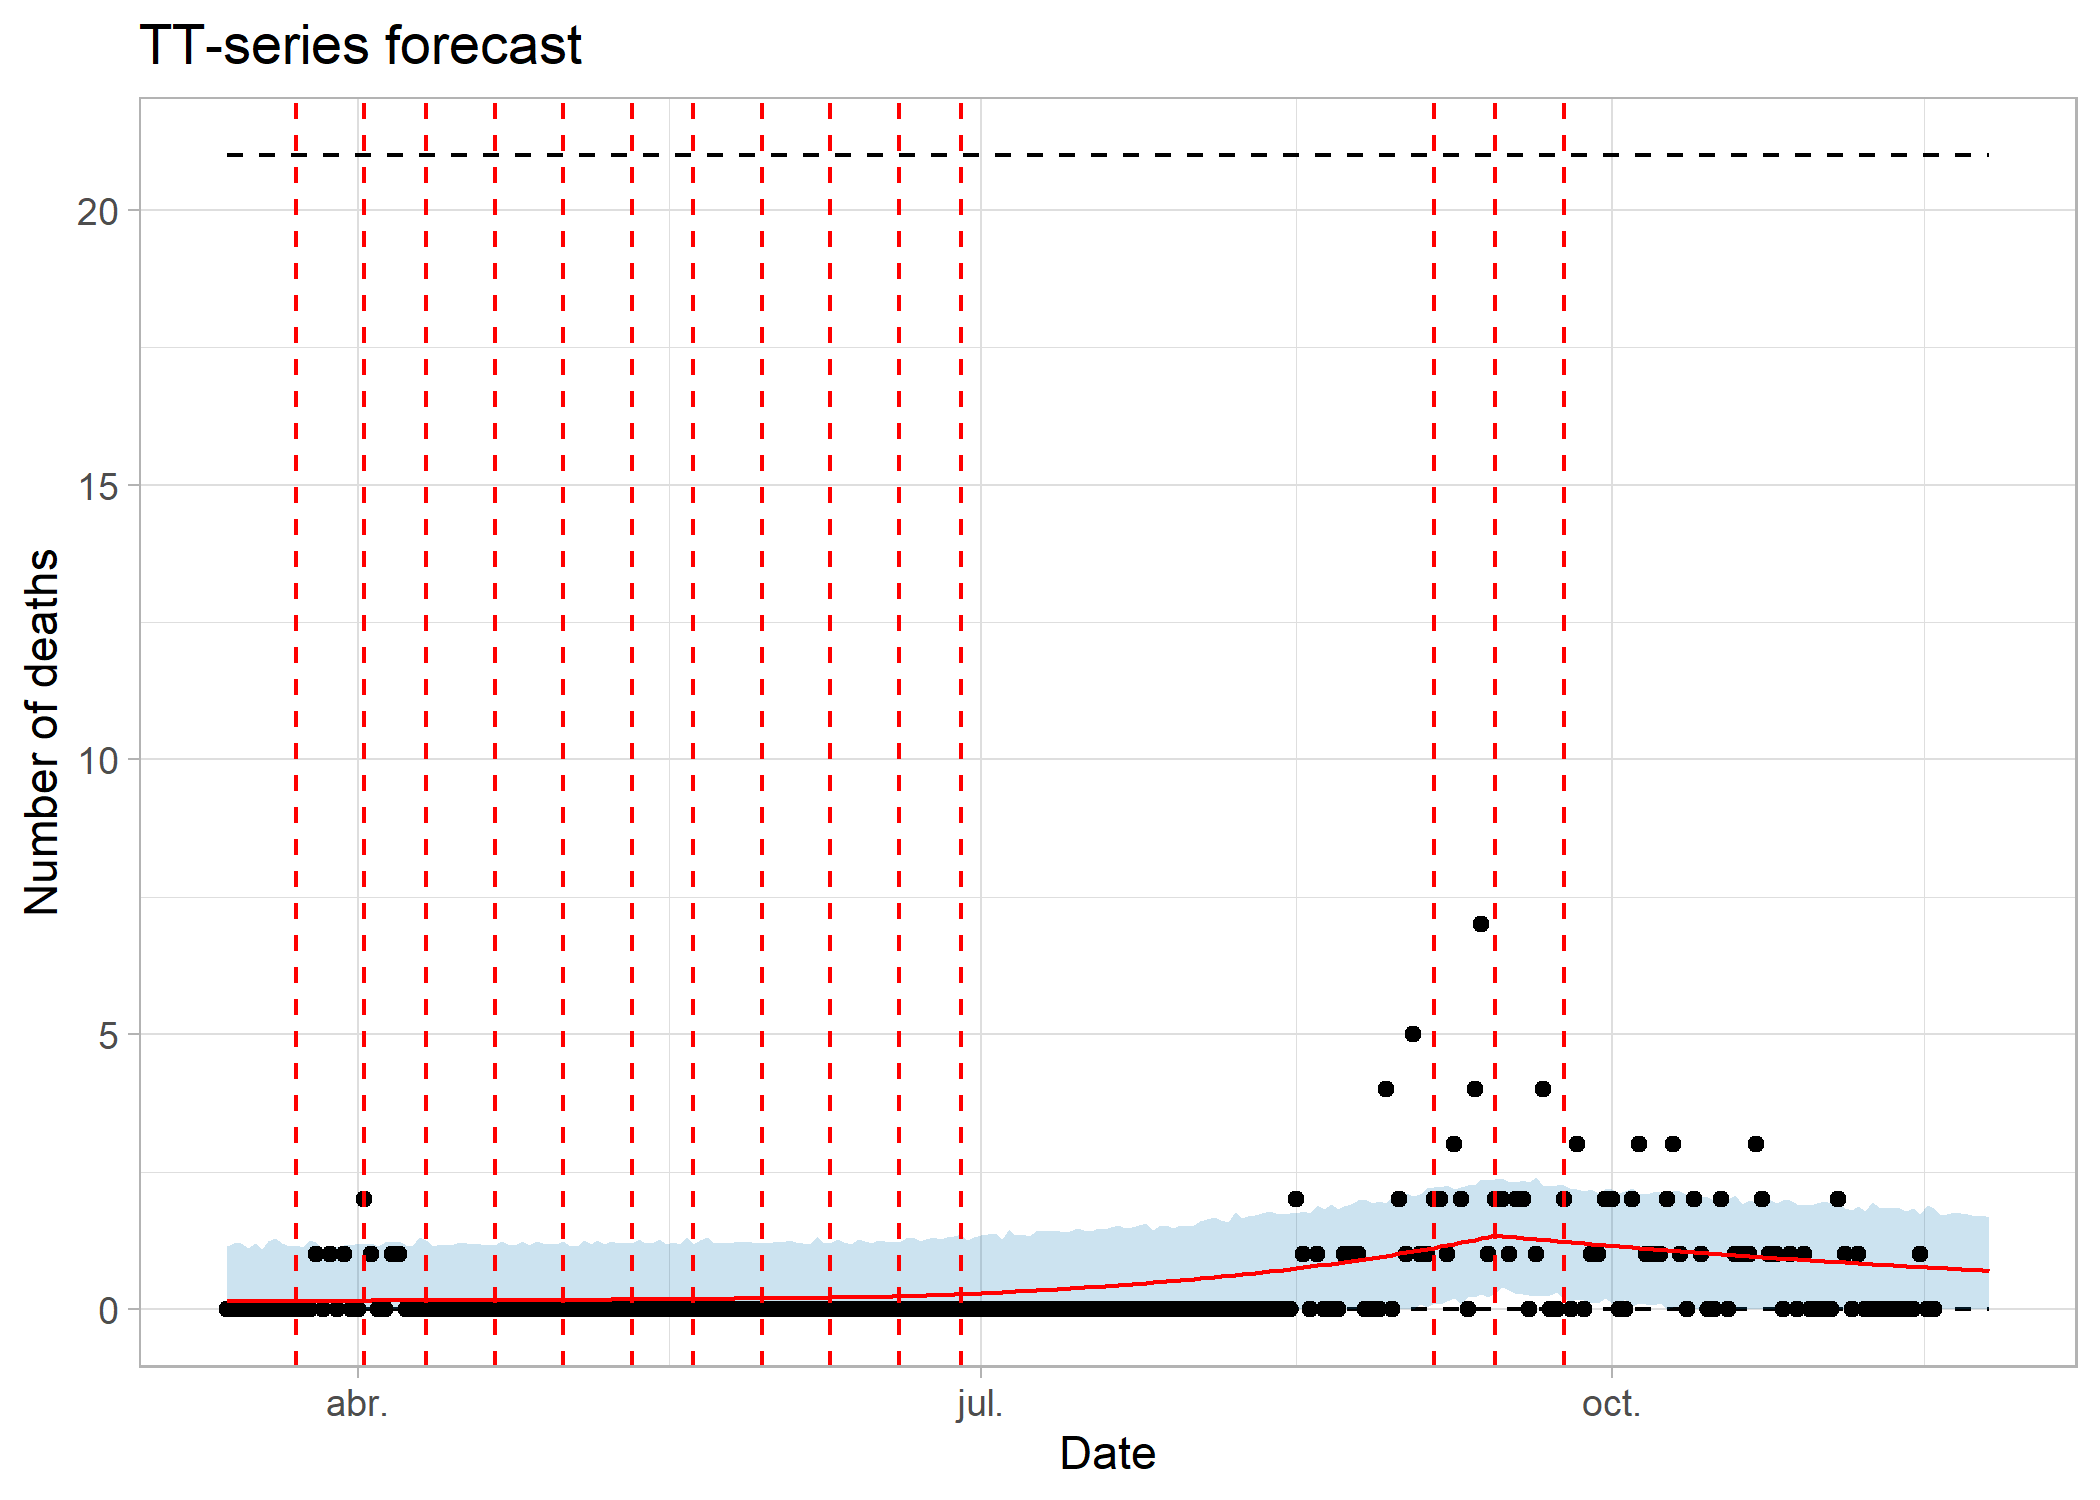 TT-series forecast
20
15
10
5
0
Number of deaths
abr.
jul.
oct.
Date